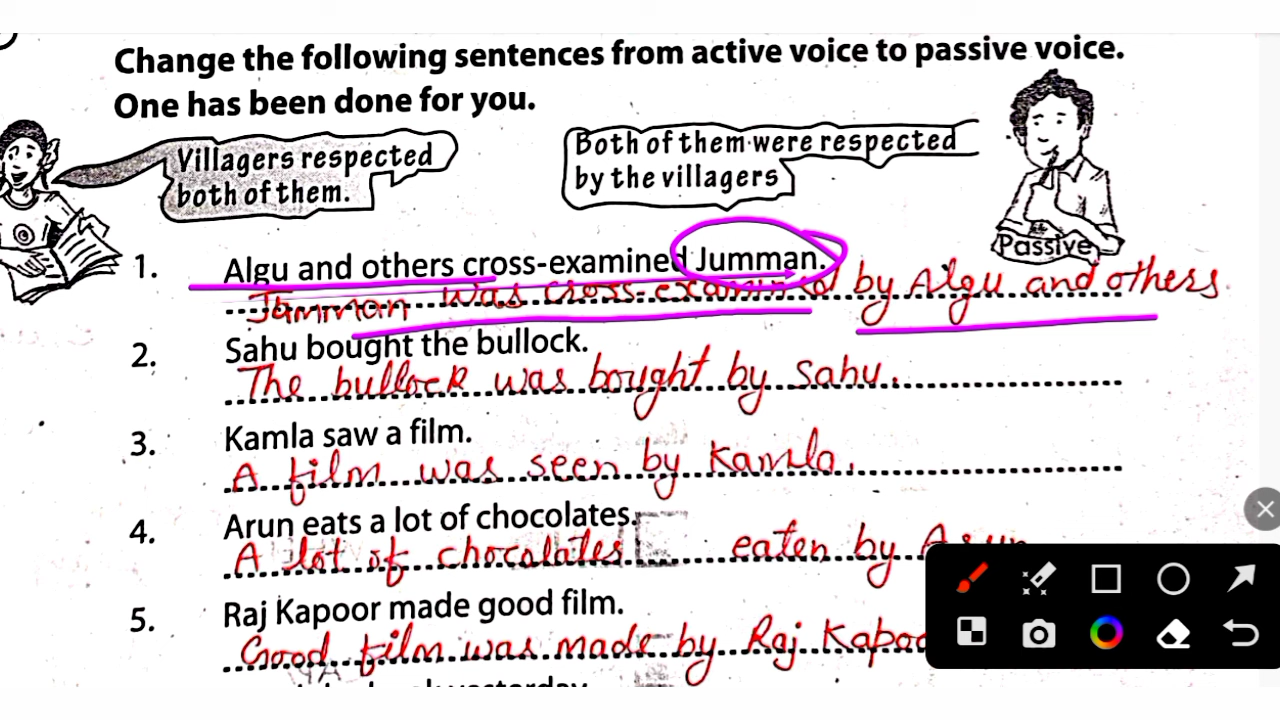 Change the following sentences from active voice to passive voice.
One has been done for you.
Villagers respected
both of them.
Both of them were respected
by the villagers
Passive
1. Algu and others cross-examined Jumman.
Jumman was cross-examined by Algu and others
2. Sahu bought the bullock.
The bullock was bought by Sahu.
3. Kamla saw a film.
A film was seen by Kamla.
4. Arun eats a lot of chocolates.
A lot of chocolates eaten by Arun
5. Raj Kapoor made good film.
Good film was made by Raj Kapoo
yesterday